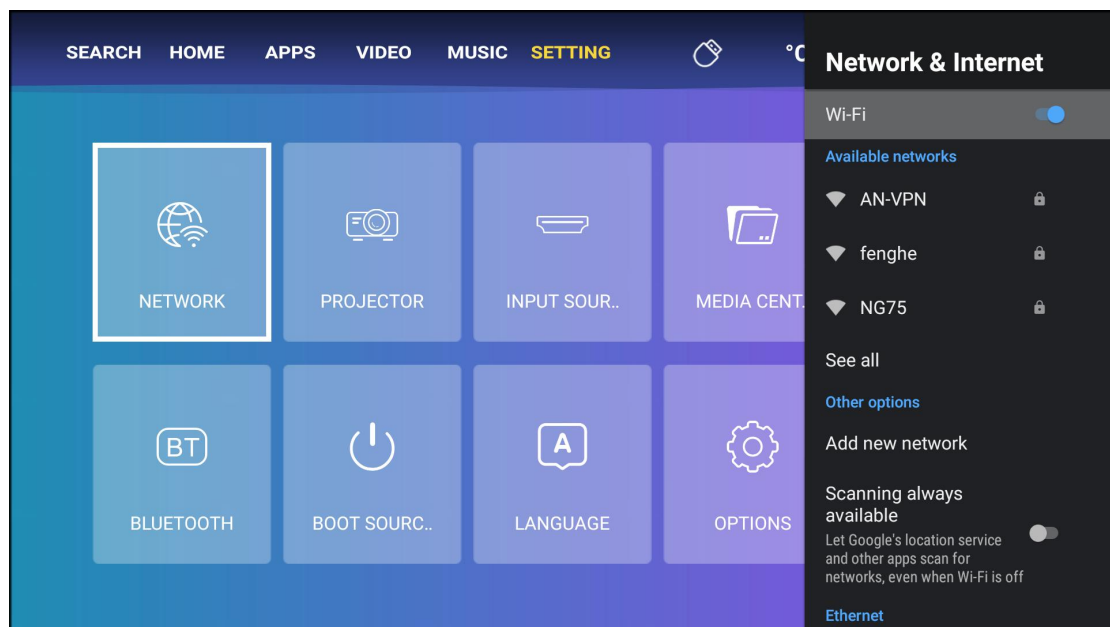 SEARCH HOME APPS VIDEO MUSIC SETTING °C
NETWORK PROJECTOR INPUT SOUR.. MEDIA CENT.
BT A
BLUETOOTH BOOT SOURC.. LANGUAGE OPTIONS
Network & Internet
Wi-Fi
Available networks
AN-VPN
fenghe
NG75
See all
Other options
Add new network
Scanning always
available
Let Google's location service
and other apps scan for
networks, even when Wi-Fi is off
Ethernet